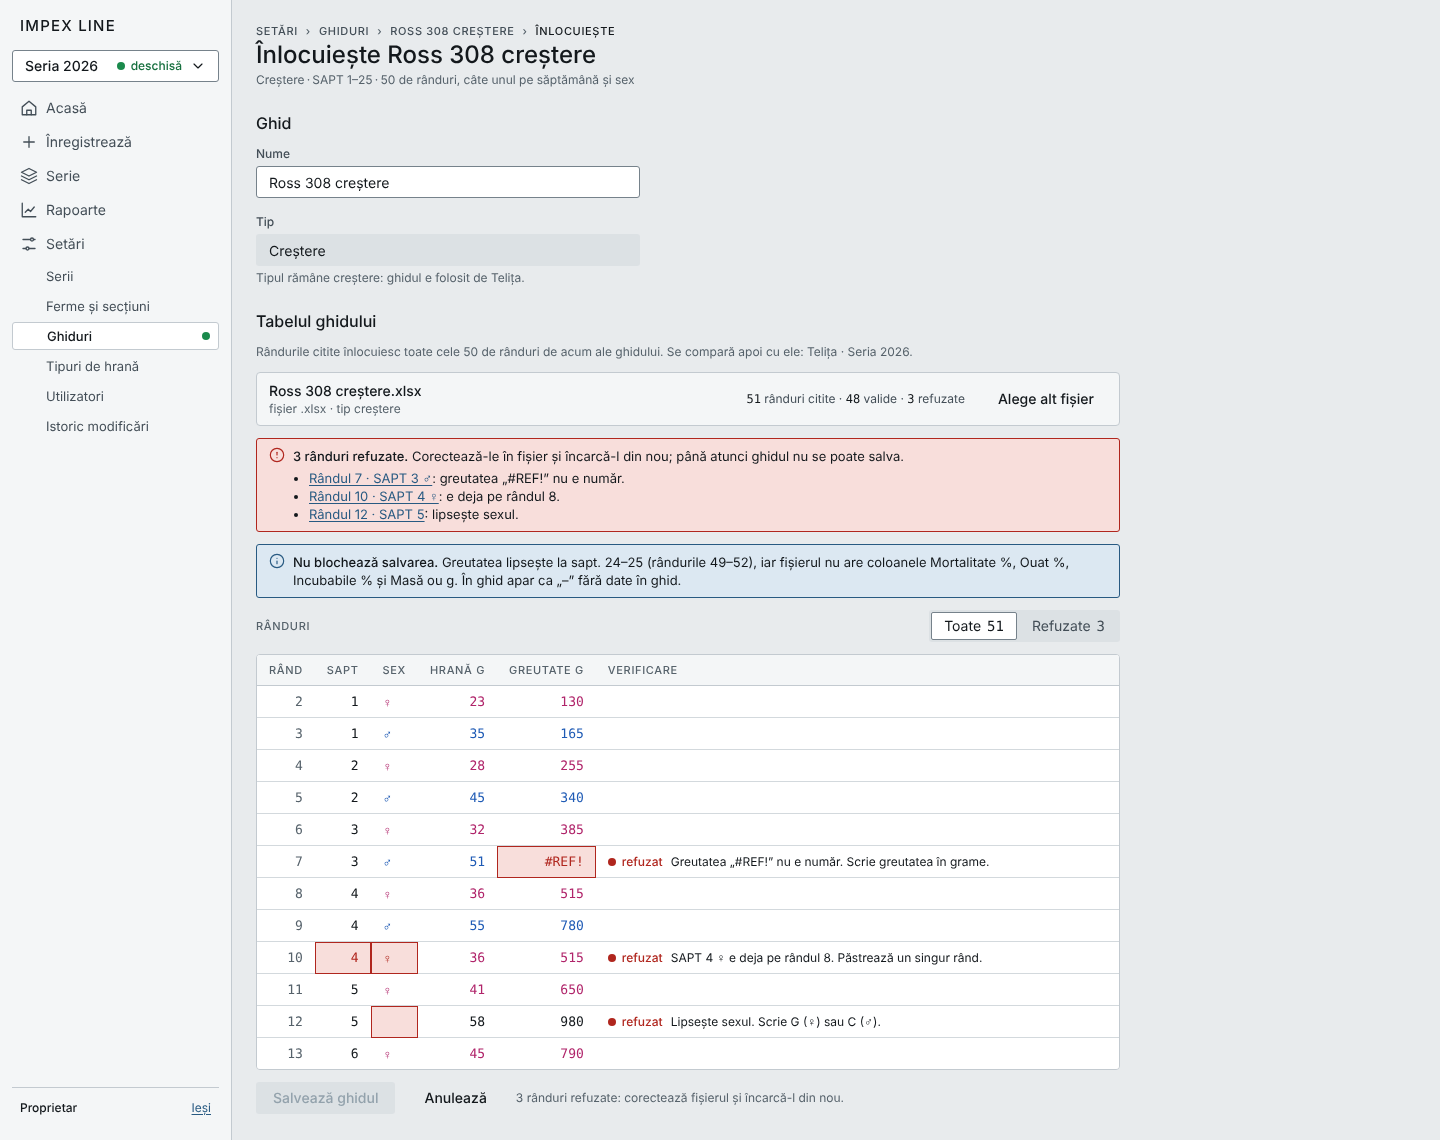 IMPEX LINE
Seria 2026 deschisă
Acasă
Înregistrează
Serie
Rapoarte
Setări
Serii
Ferme și secțiuni
Ghiduri
Tipuri de hrană
Utilizatori
Istoric modificări
Proprietar Ieși
SETĂRI › GHIDURI › ROSS 308 CREȘTERE › ÎNLOCUIEȘTE
Înlocuiește Ross 308 creștere
Creștere · SAPT 1–25 · 50 de rânduri, câte unul pe săptămână și sex
Ghid
Nume
Ross 308 creștere
Tip
Creștere
Tipul rămâne creștere: ghidul e folosit de Telița.
Tabelul ghidului
Rândurile citite înlocuiesc toate cele 50 de rânduri de acum ale ghidului. Se compară apoi cu ele: Telița · Seria 2026.
Ross 308 creștere.xlsx
fișier .xlsx · tip creștere
51 rânduri citite · 48 valide · 3 refuzate
Alege alt fișier
3 rânduri refuzate. Corectează-le în fișier și încarcă-l din nou; până atunci ghidul nu se poate salva.
• Rândul 7 · SAPT 3 ♂: greutatea „#REF!” nu e număr.
• Rândul 10 · SAPT 4 ♀: e deja pe rândul 8.
• Rândul 12 · SAPT 5: lipsește sexul.
Nu blochează salvarea. Greutatea lipsește la sapt. 24–25 (rândurile 49–52), iar fișierul nu are coloanele Mortalitate %, Ouat %,
Incubabile % și Masă ou g. În ghid apar ca „–” fără date în ghid.
RÂNDURI
Toate 51 Refuzate 3
RÂND SAPT SEX HRANĂ G GREUTATE G VERIFICARE
2 1 ♀ 23 130
3 1 ♂ 35 165
4 2 ♀ 28 255
5 2 ♂ 45 340
6 3 ♀ 32 385
7 3 ♂ 51 #REF! refuzat Greutatea „#REF!” nu e număr. Scrie greutatea în grame.
8 4 ♀ 36 515
9 4 ♂ 55 780
10 4 ♀ 36 515 refuzat SAPT 4 ♀ e deja pe rândul 8. Păstrează un singur rând.
11 5 ♀ 41 650
12 5 58 980 refuzat Lipsește sexul. Scrie G (♀) sau C (♂).
13 6 ♀ 45 790
Salvează ghidul Anulează 3 rânduri refuzate: corectează fișierul și încarcă-l din nou.